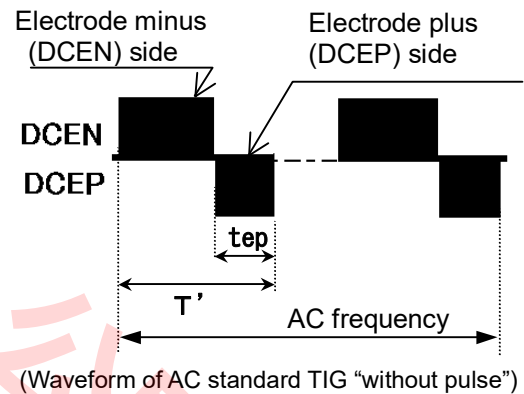 Electrode minus
(DCEN) side
Electrode plus
(DCEP) side
DCEN
DCEP
tep
T’
AC frequency
(Waveform of AC standard TIG “without pulse”)